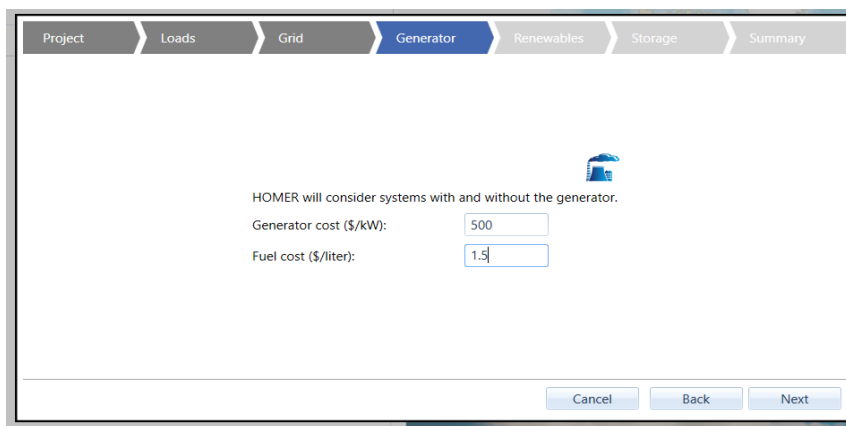 Project Loads Grid Generator Renewables Storage Summary
HOMER will consider systems with and without the generator.
Generator cost ($/kW): 500
Fuel cost ($/liter): 1.5
Cancel Back Next